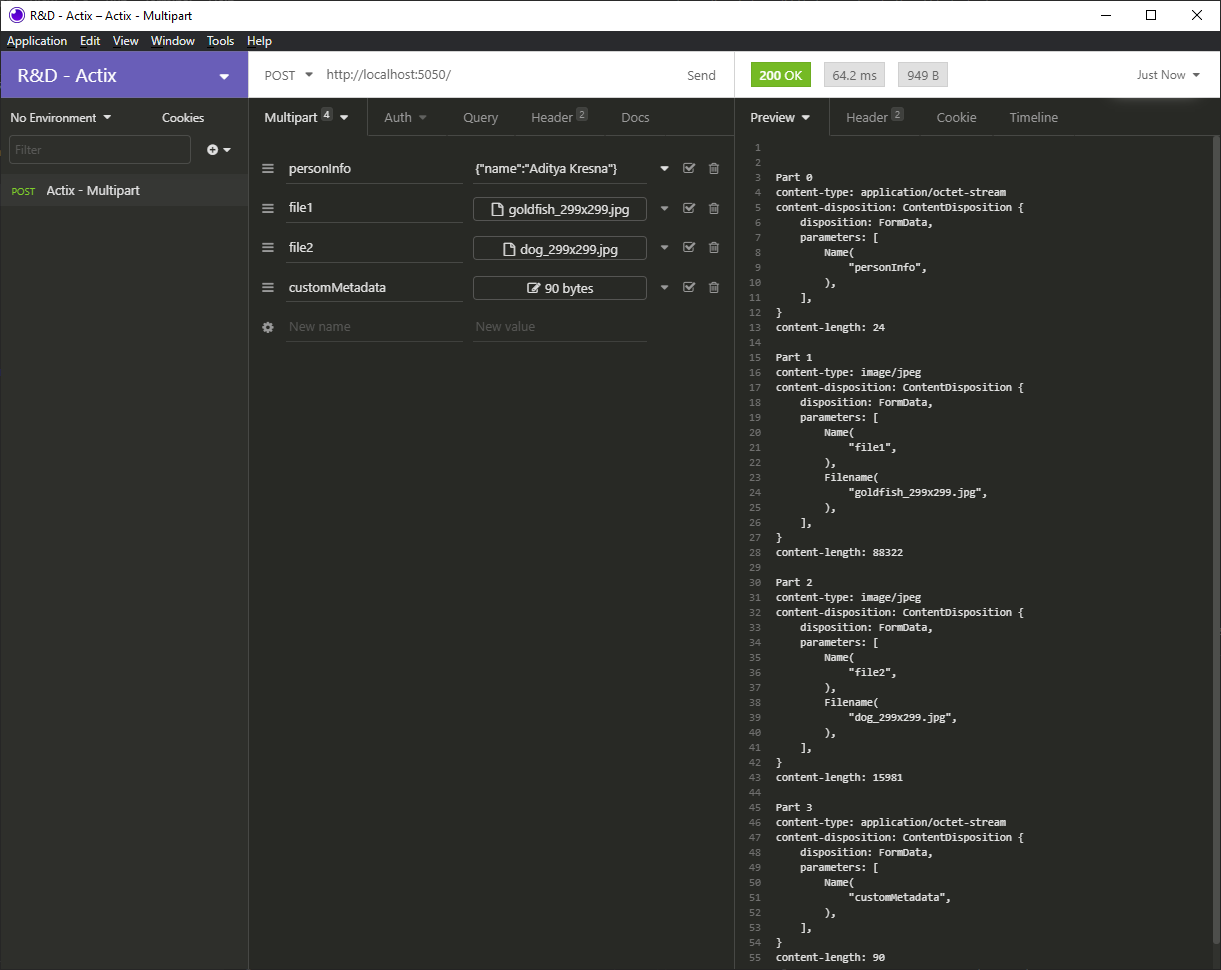 R&D - Actix – Actix - Multipart
Application Edit View Window Tools Help
R&D - Actix
No Environment Cookies
Filter
POST Actix - Multipart
POST http://localhost:5050/ Send
Multipart 4 Auth Query Header 2 Docs
personInfo {"name":"Aditya Kresna"}
file1 goldfish_299x299.jpg
file2 dog_299x299.jpg
customMetadata 90 bytes
New name New value
200 OK 64.2 ms 949 B Just Now
Preview Header 2 Cookie Timeline
1
2
3 Part 0
4 content-type: application/octet-stream
5 content-disposition: ContentDisposition {
6     disposition: FormData,
7     parameters: [
8         Name(
9             "personInfo",
10         ),
11     ],
12 }
13 content-length: 24
14
15 Part 1
16 content-type: image/jpeg
17 content-disposition: ContentDisposition {
18     disposition: FormData,
19     parameters: [
20         Name(
21             "file1",
22         ),
23         Filename(
24             "goldfish_299x299.jpg",
25         ),
26     ],
27 }
28 content-length: 88322
29
30 Part 2
31 content-type: image/jpeg
32 content-disposition: ContentDisposition {
33     disposition: FormData,
34     parameters: [
35         Name(
36             "file2",
37         ),
38         Filename(
39             "dog_299x299.jpg",
40         ),
41     ],
42 }
43 content-length: 15981
44
45 Part 3
46 content-type: application/octet-stream
47 content-disposition: ContentDisposition {
48     disposition: FormData,
49     parameters: [
50         Name(
51             "customMetadata",
52         ),
53     ],
54 }
55 content-length: 90